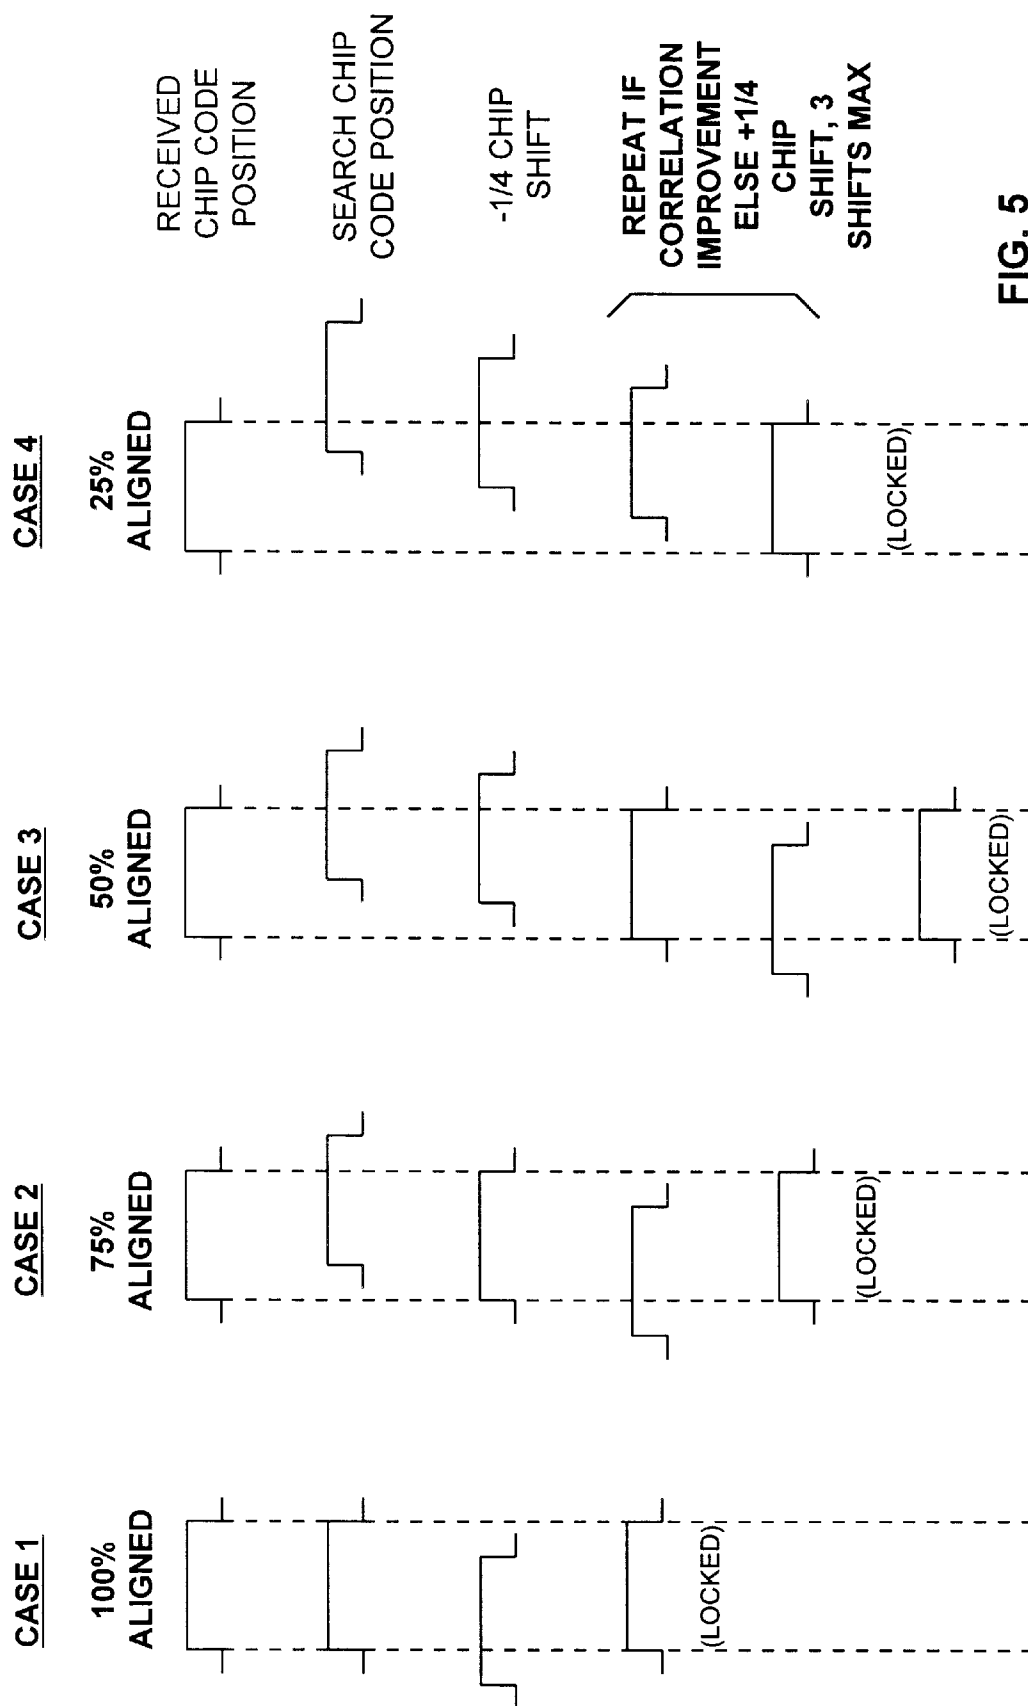 CASE 1
CASE 2
CASE 3
CASE 4
100%
ALIGNED
75%
ALIGNED
50%
ALIGNED
25%
ALIGNED
RECEIVED
CHIP CODE
POSITION
SEARCH CHIP
CODE POSITION
-1/4 CHIP
SHIFT
REPEAT IF
CORRELATION
IMPROVEMENT
ELSE +1/4
CHIP
SHIFT, 3
SHIFTS MAX
(LOCKED)
(LOCKED)
(LOCKED)
(LOCKED)
FIG. 5